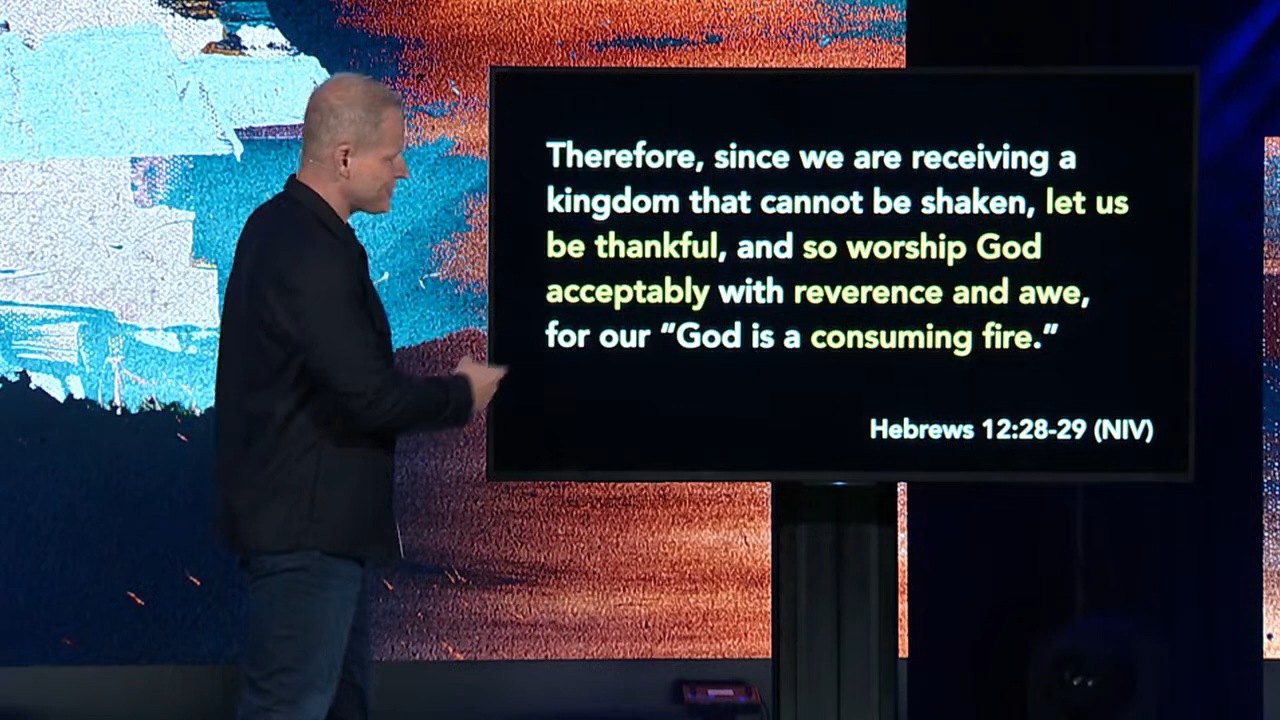 Therefore, since we are receiving a
kingdom that cannot be shaken, let us
be thankful, and so worship God
acceptably with reverence and awe,
for our “God is a consuming fire.”
Hebrews 12:28-29 (NIV)